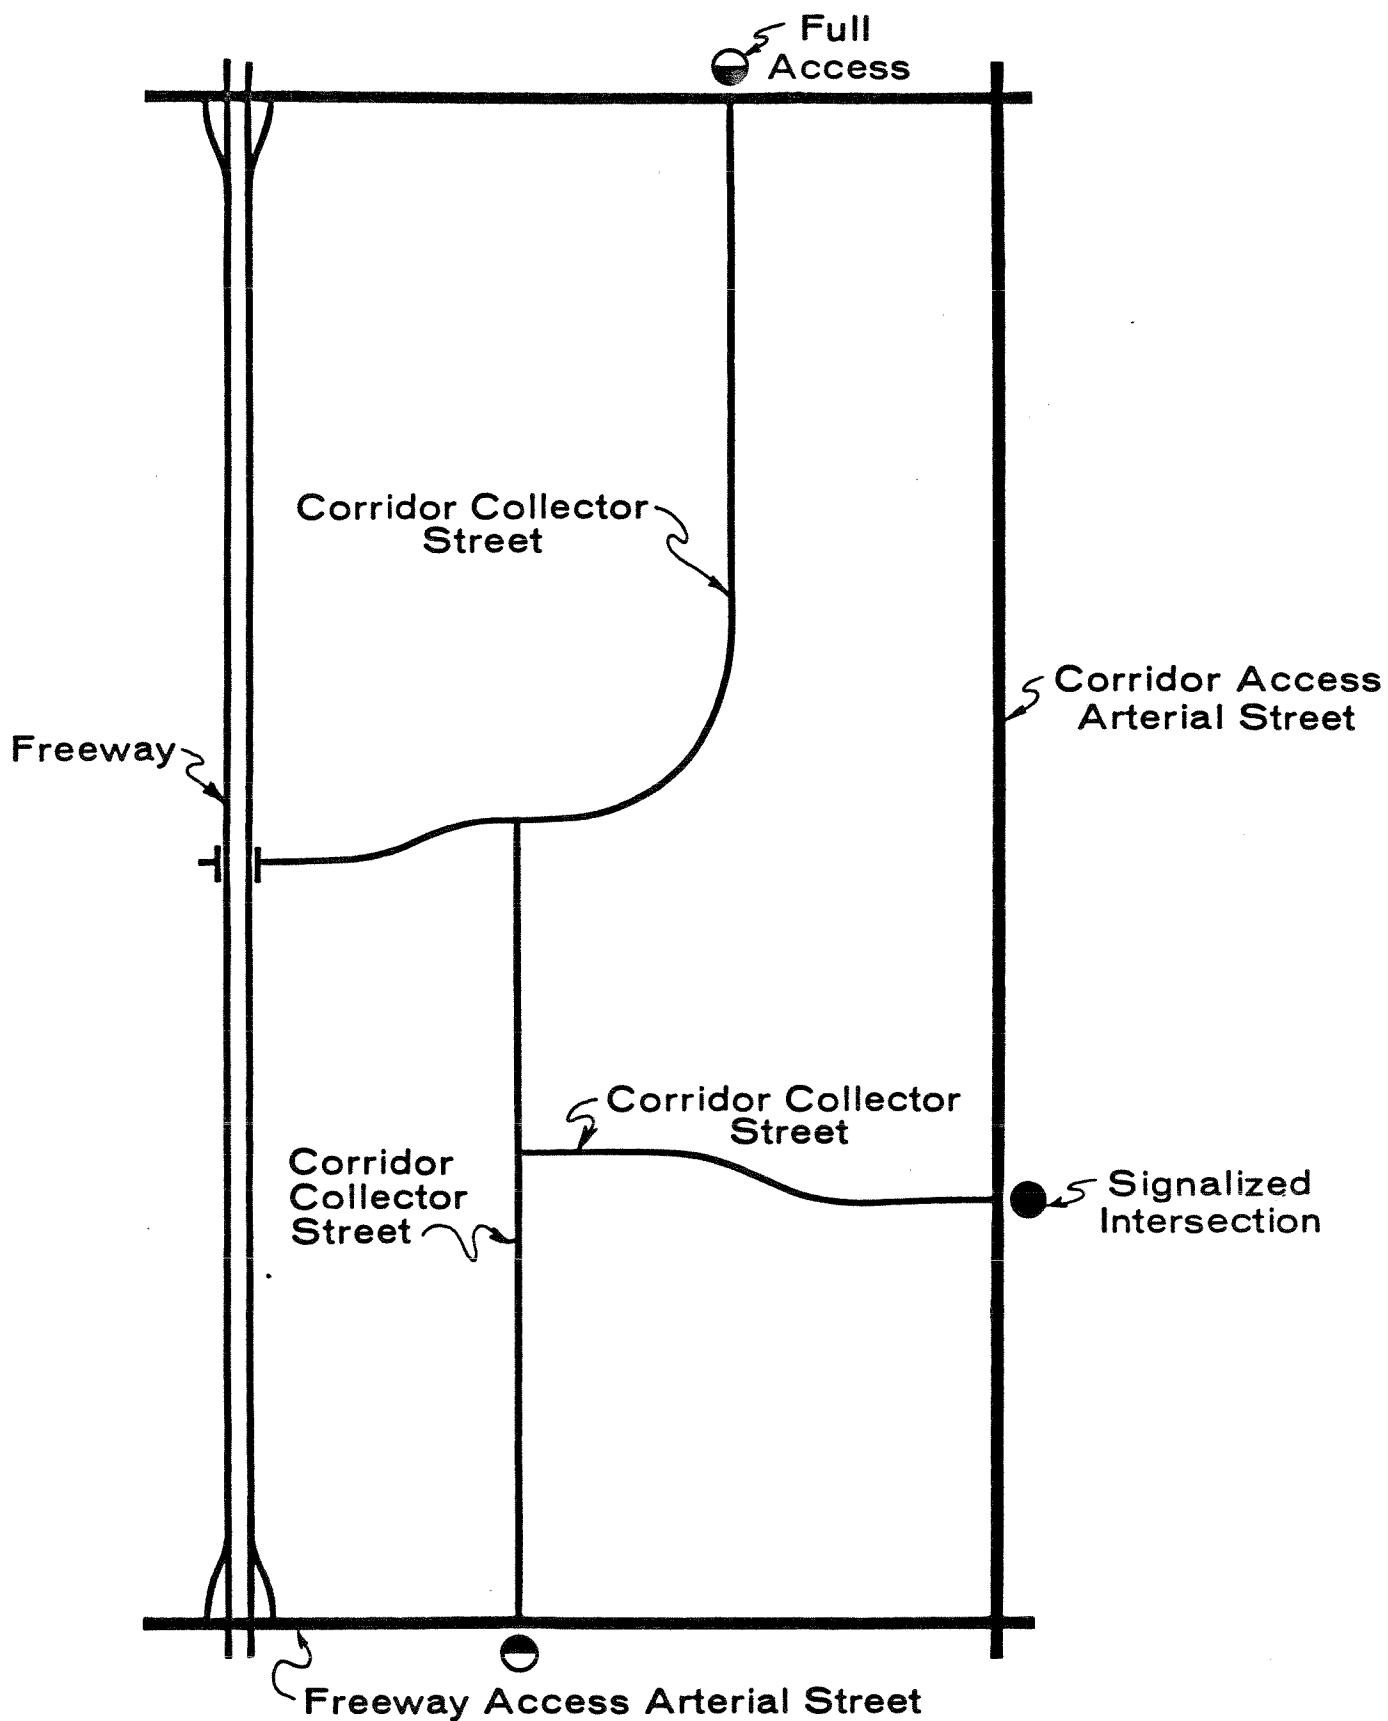 Full
Access
Corridor Collector
Street
Corridor Access
Arterial Street
Freeway
Corridor Collector
Street
Corridor
Collector
Street
Signalized
Intersection
Freeway Access Arterial Street